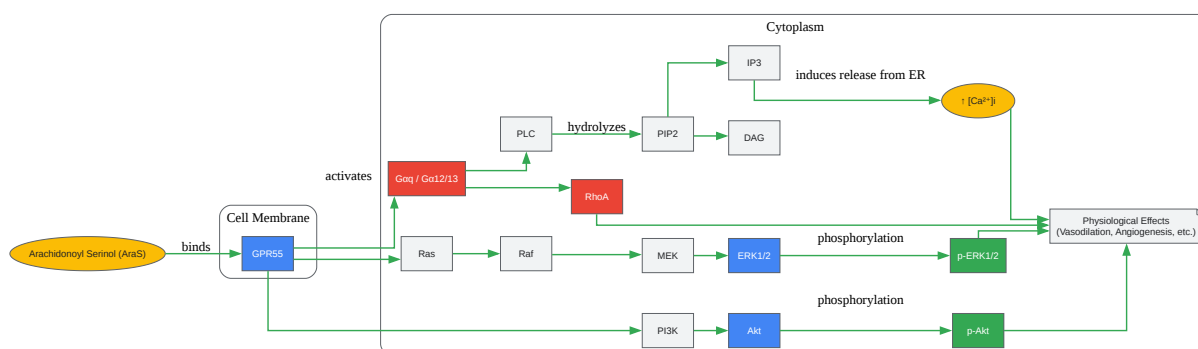 Cytoplasm
IP3
induces release from ER
↑ [Ca²⁺]i
PLC
hydrolyzes
PIP2
DAG
activates
Gαq / Gα12/13
RhoA
Cell Membrane
Arachidonoyl Serinol (AraS)
binds
GPR55
Ras
Raf
MEK
ERK1/2
phosphorylation
p-ERK1/2
Physiological Effects
(Vasodilation, Angiogenesis, etc.)
phosphorylation
PI3K
Akt
p-Akt